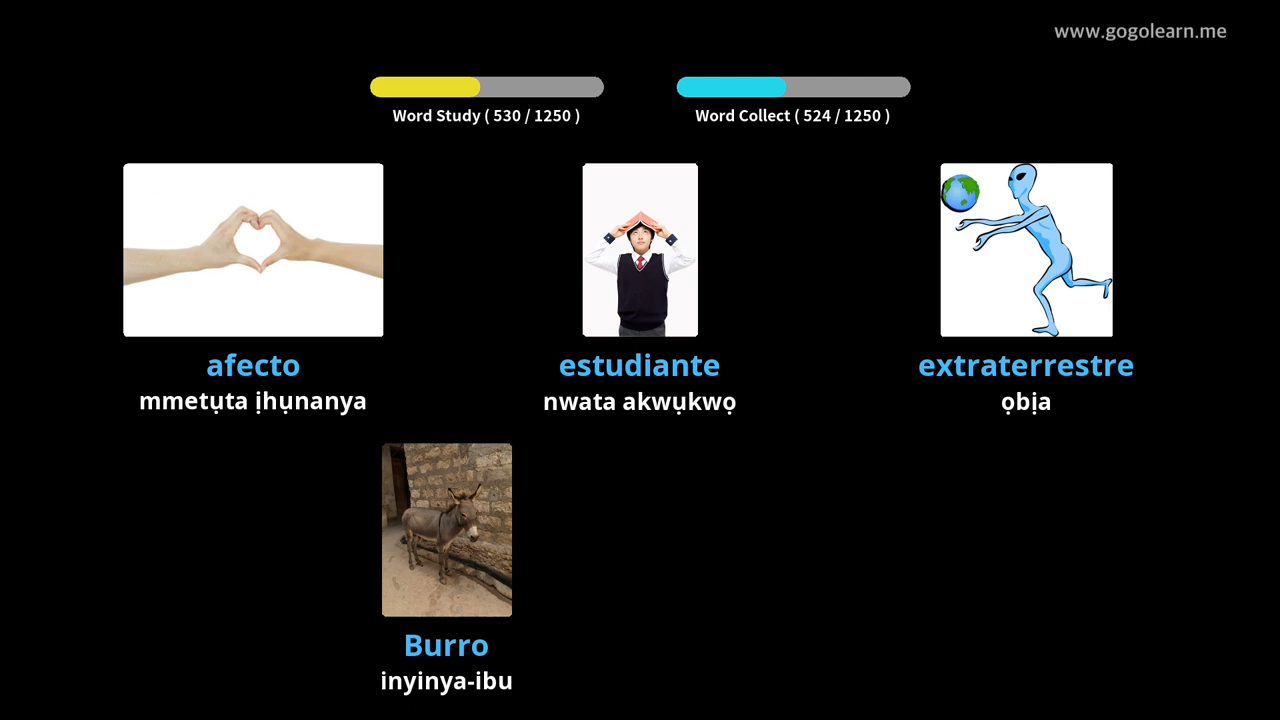 www.gogolearn.me
Word Study ( 530 / 1250 )
Word Collect ( 524 / 1250 )
afecto
mmetụta ịhụnanya
estudiante
nwata akwụkwọ
extraterrestre
ọbịa
Burro
inyinya-ibu